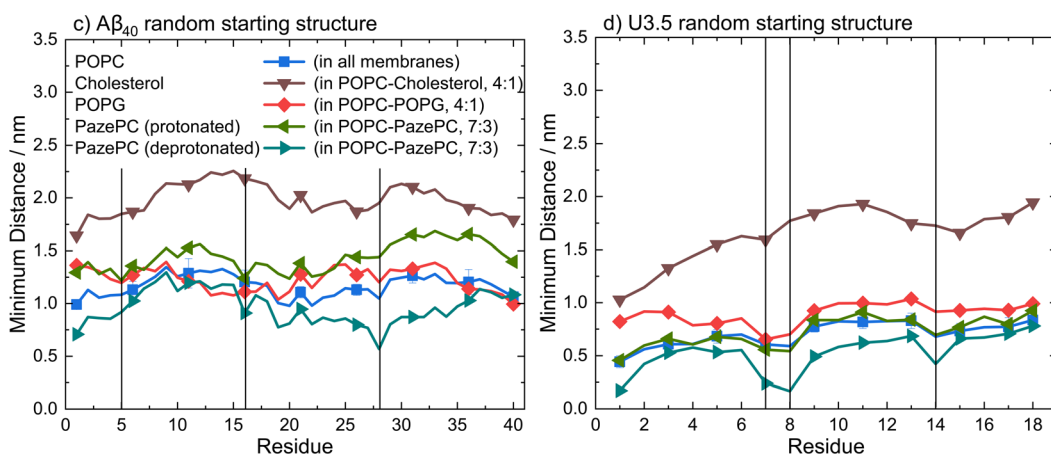 c) Aβ40 random starting structure
3.5
3.0
2.5
2.0
1.5
1.0
0.5
0.0
Minimum Distance / nm
POPC (in all membranes)
Cholesterol (in POPC-Cholesterol, 4:1)
POPG (in POPC-POPG, 4:1)
PazePC (protonated) (in POPC-PazePC, 7:3)
PazePC (deprotonated) (in POPC-PazePC, 7:3)
0 5 10 15 20 25 30 35 40
Residue
d) U3.5 random starting structure
3.5
3.0
2.5
2.0
1.5
1.0
0.5
0.0
Minimum Distance / nm
0 2 4 6 8 10 12 14 16 18
Residue